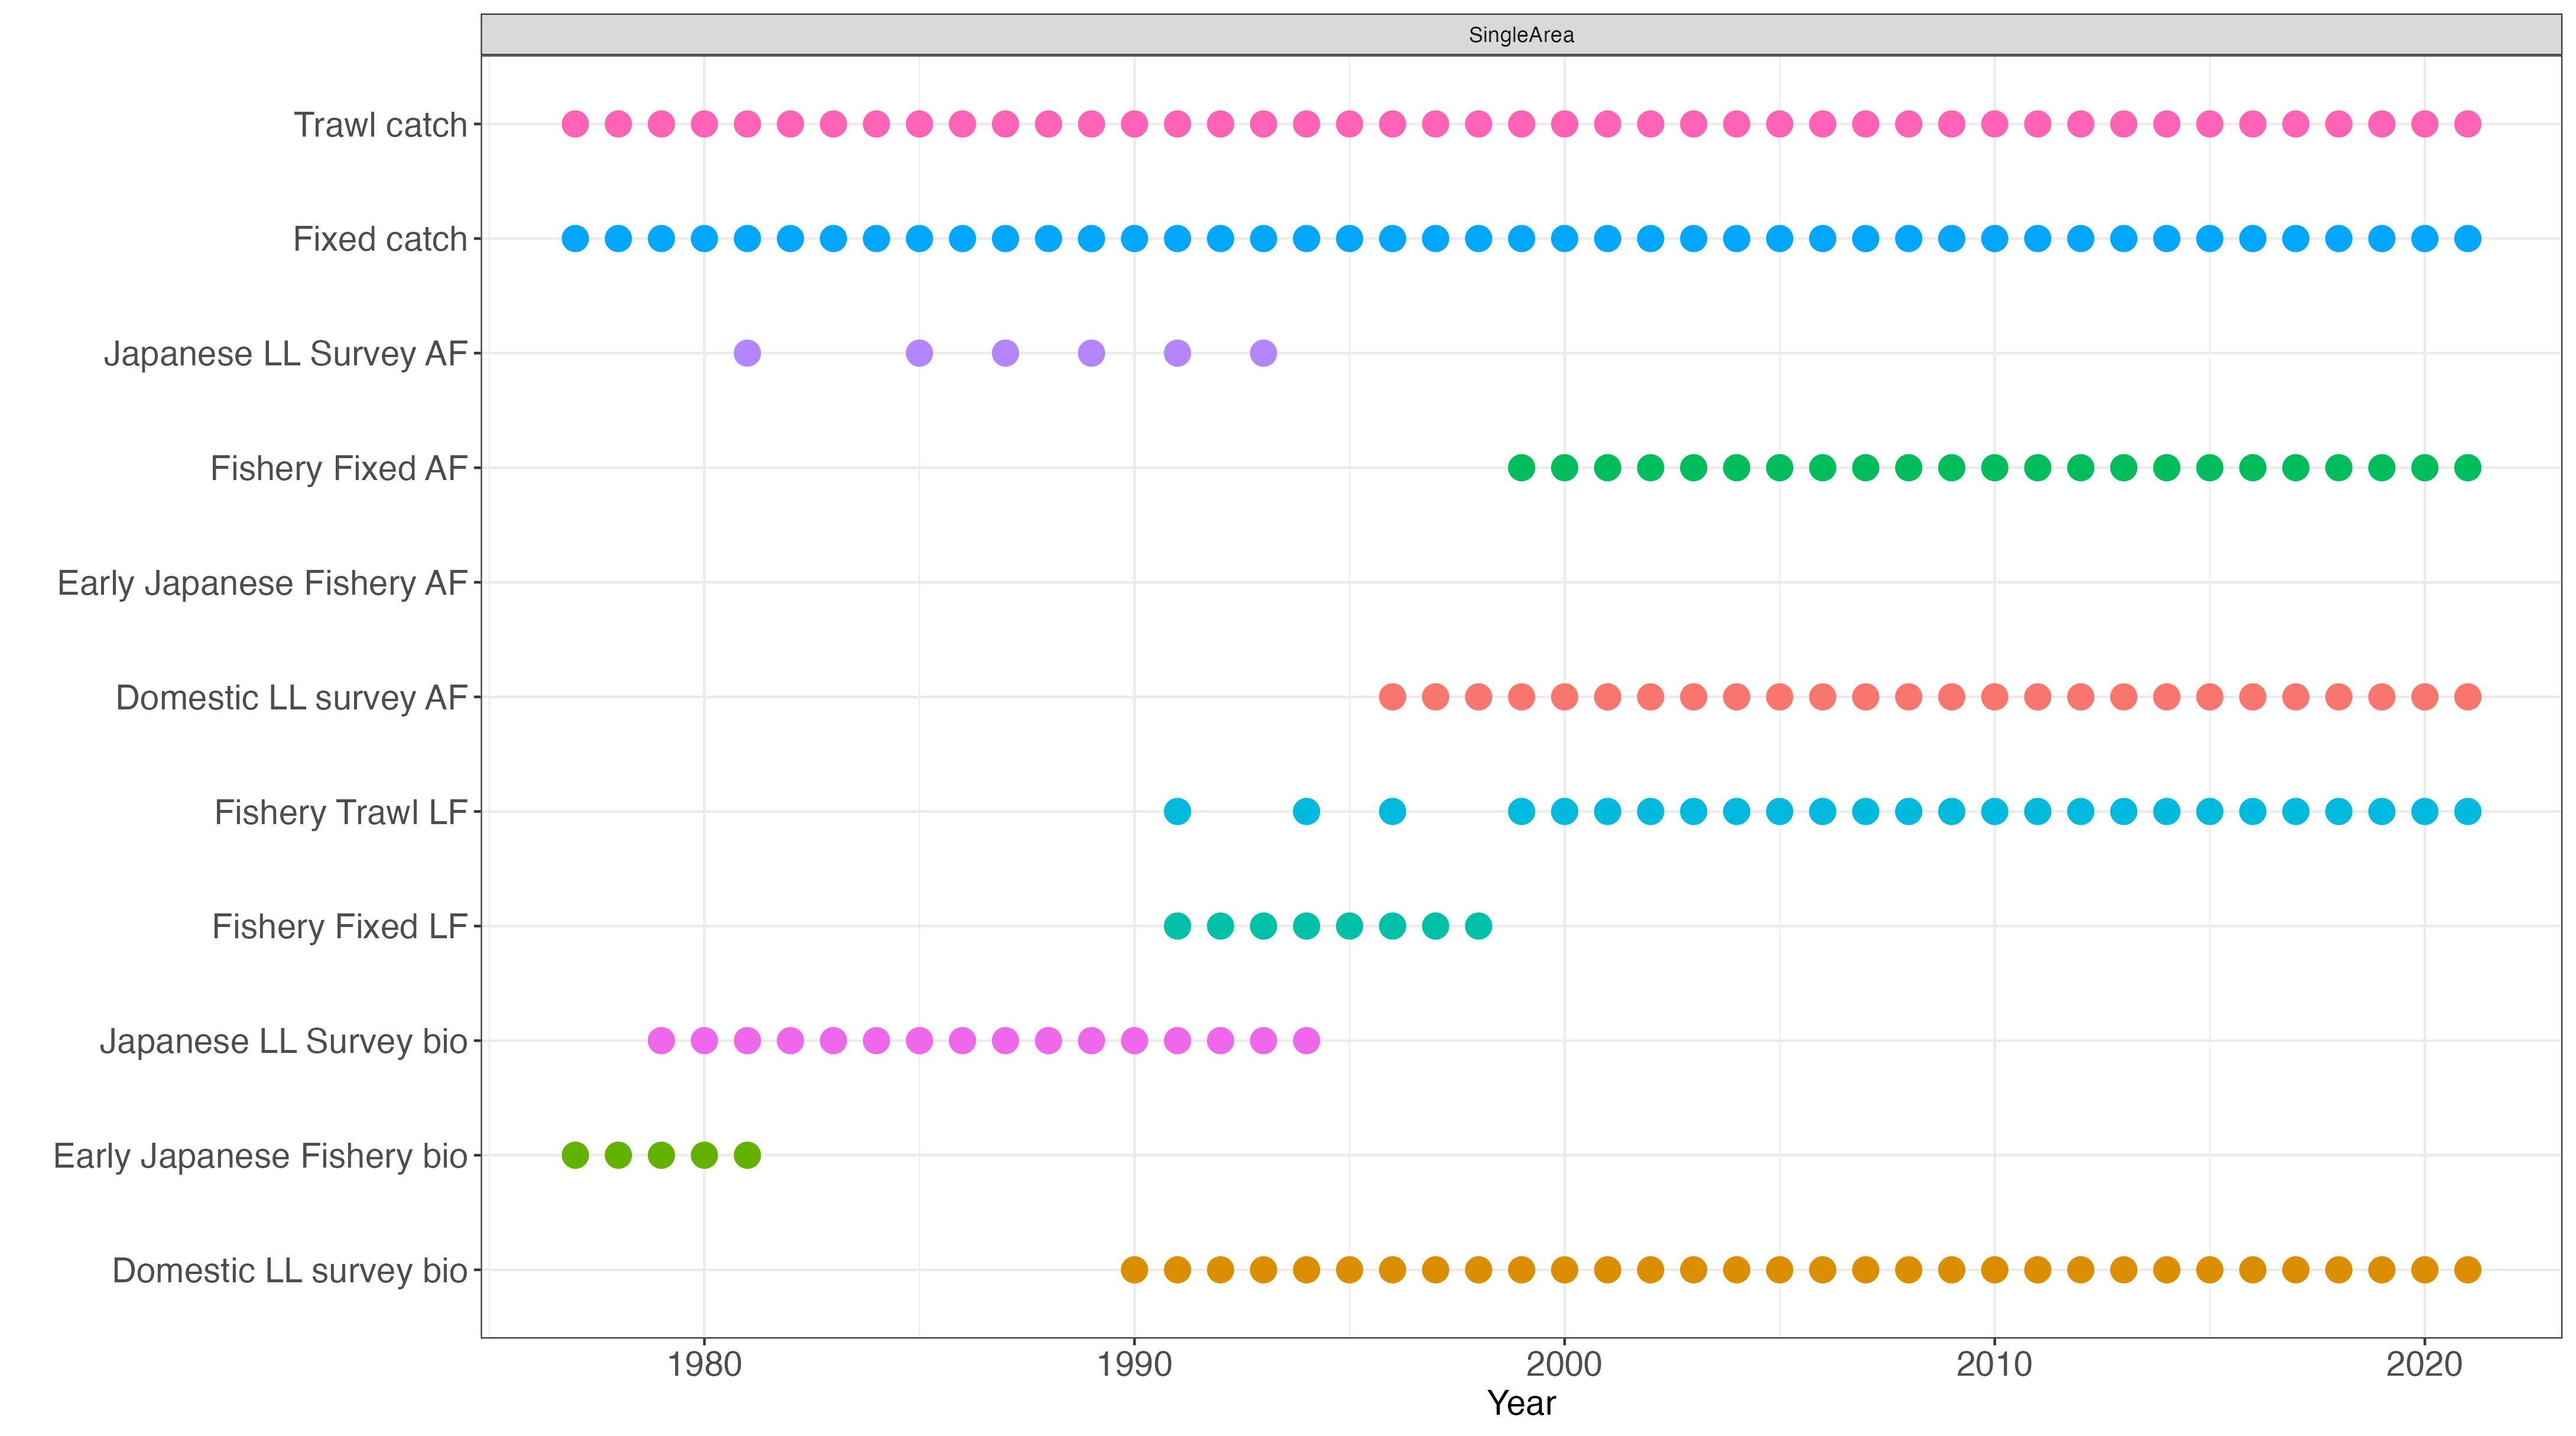 SingleArea
Trawl catch
Fixed catch
Japanese LL Survey AF
Fishery Fixed AF
Early Japanese Fishery AF
Domestic LL survey AF
Fishery Trawl LF
Fishery Fixed LF
Japanese LL Survey bio
Early Japanese Fishery bio
Domestic LL survey bio
1980 1990 2000 2010 2020
Year